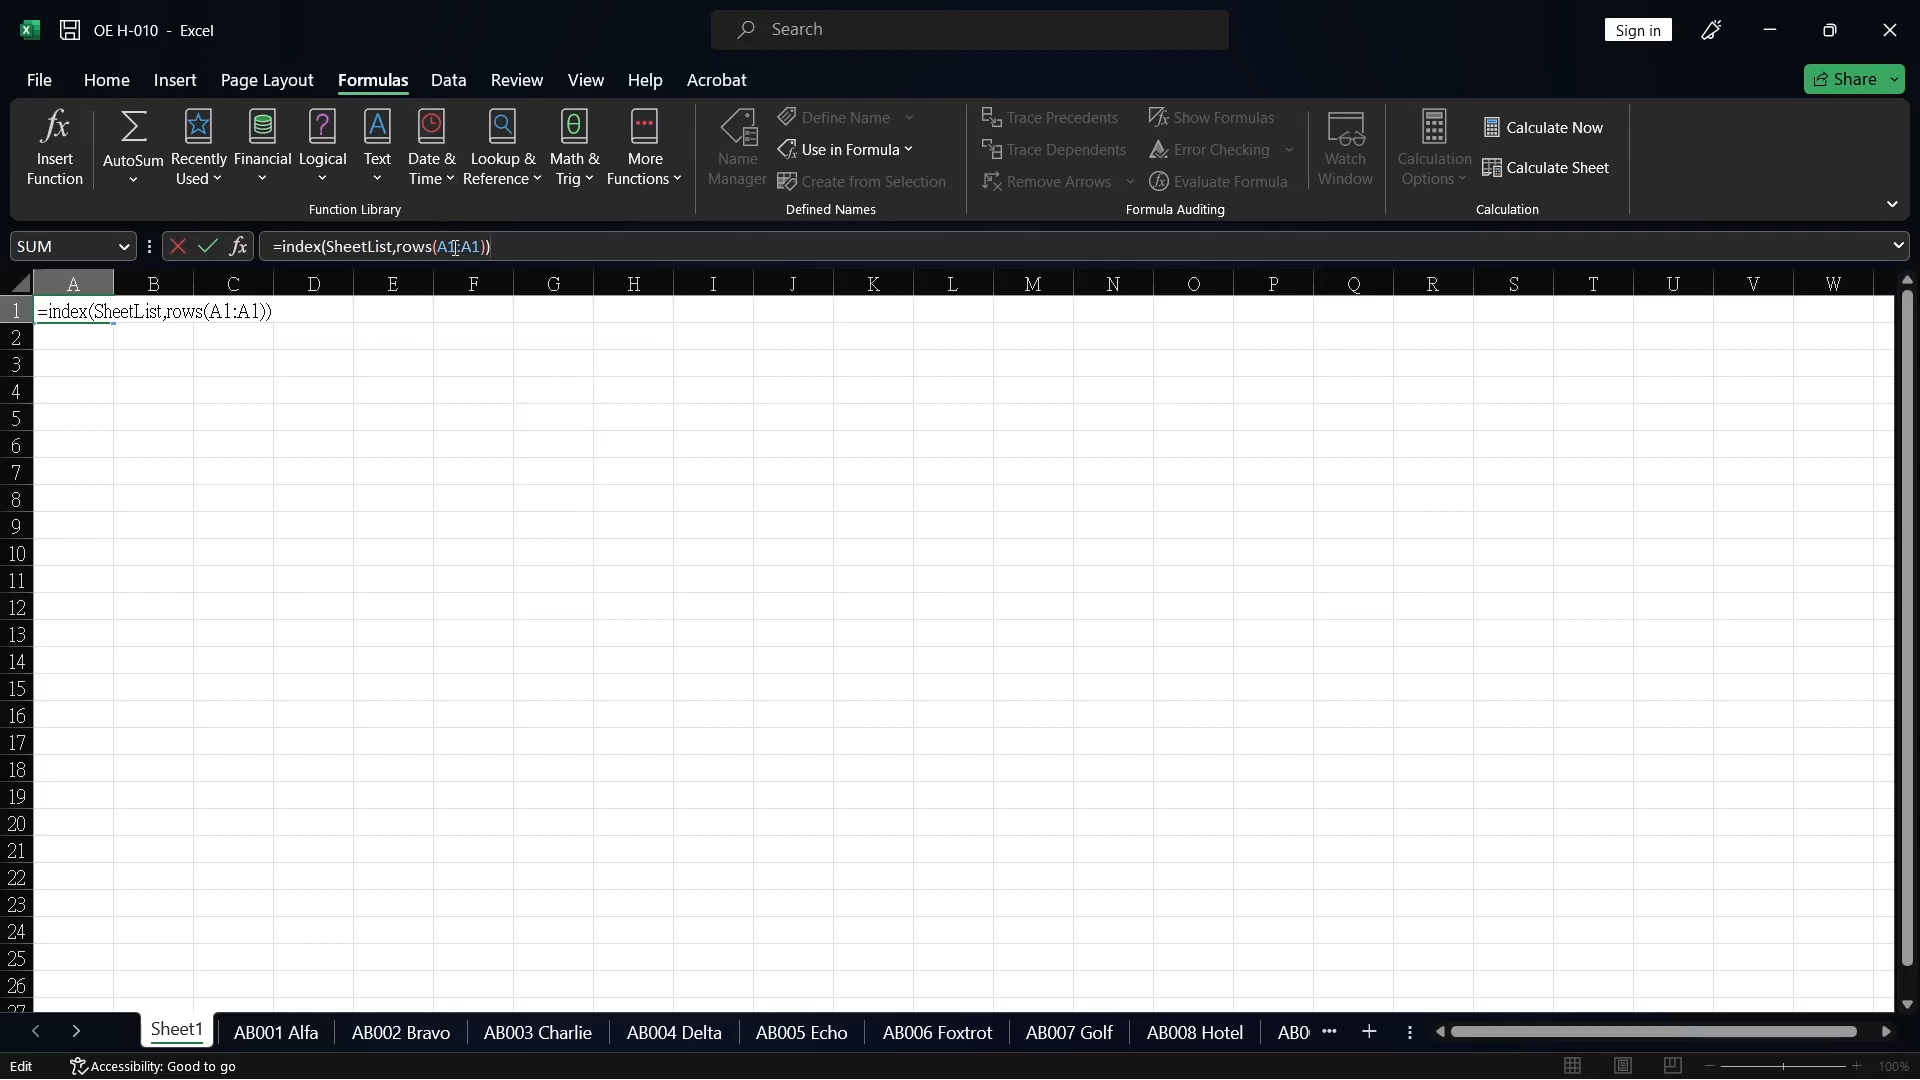 OE H-010 - Excel
Search
Sign in
File Home Insert Page Layout Formulas Data Review View Help Acrobat
Share
Insert Function
AutoSum
Recently Used
Financial
Logical
Text
Date & Time
Lookup & Reference
Math & Trig
More Functions
Function Library
Name Manager
Define Name
Use in Formula
Create from Selection
Defined Names
Trace Precedents
Trace Dependents
Remove Arrows
Show Formulas
Error Checking
Evaluate Formula
Formula Auditing
Watch Window
Calculation Options
Calculate Now
Calculate Sheet
Calculation
SUM
fx
=index(SheetList,rows(A1:A1))
A B C D E F G H I J K L M N O P Q R S T U V W
1 =index(SheetList,rows(A1:A1))
2
3
4
5
6
7
8
9
10
11
12
13
14
15
16
17
18
19
20
21
22
23
24
25
26
27
Sheet1 AB001 Alfa AB002 Bravo AB003 Charlie AB004 Delta AB005 Echo AB006 Foxtrot AB007 Golf AB008 Hotel AB0
Edit
Accessibility: Good to go
100%